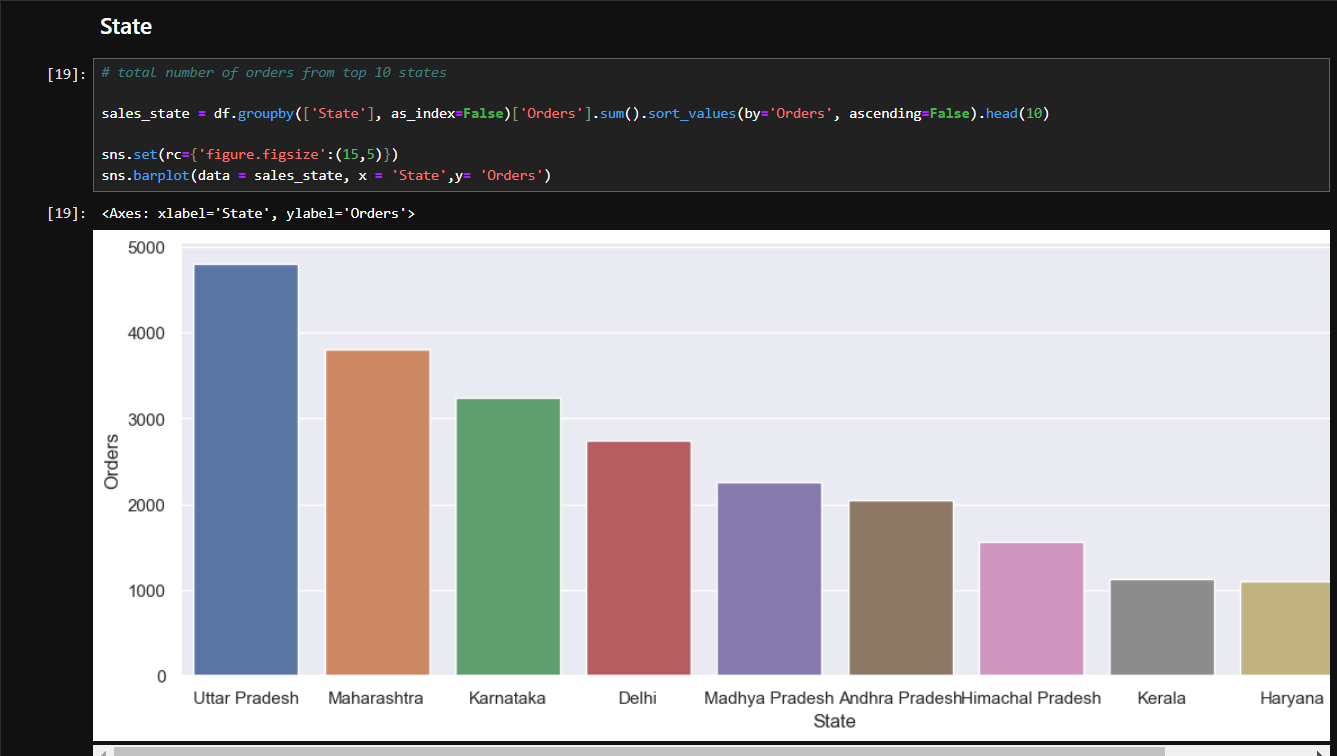 State
[19]:
# total number of orders from top 10 states
sales_state = df.groupby(['State'], as_index=False)['Orders'].sum().sort_values(by='Orders', ascending=False).head(10)
sns.set(rc={'figure.figsize':(15,5)})
sns.barplot(data = sales_state, x = 'State',y= 'Orders')
[19]:
<Axes: xlabel='State', ylabel='Orders'>
5000
4000
3000
2000
1000
0
Orders
Uttar Pradesh Maharashtra Karnataka Delhi Madhya Pradesh Andhra Pradesh Himachal Pradesh Kerala Haryana
State